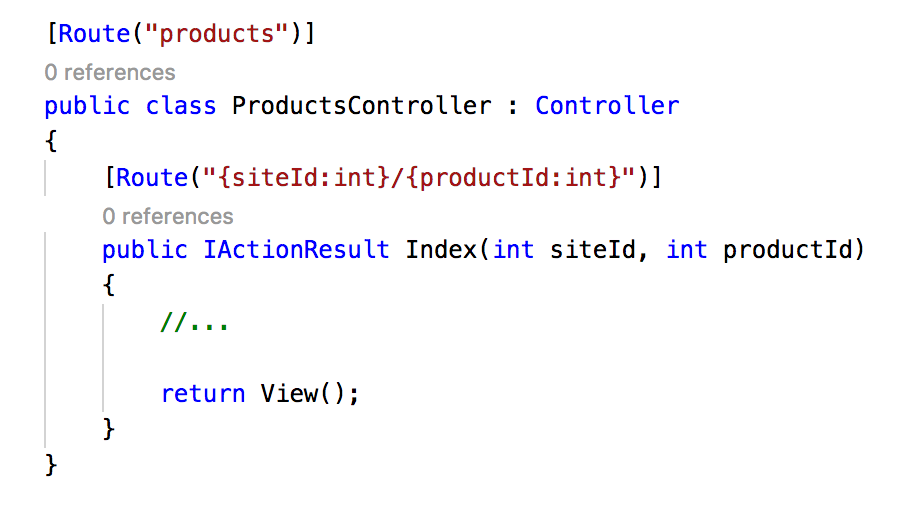 [Route("products")]
0 references
public class ProductsController : Controller
{
[Route("{siteId:int}/{productId:int}")]
0 references
public IActionResult Index(int siteId, int productId)
{
//...
return View();
}
}